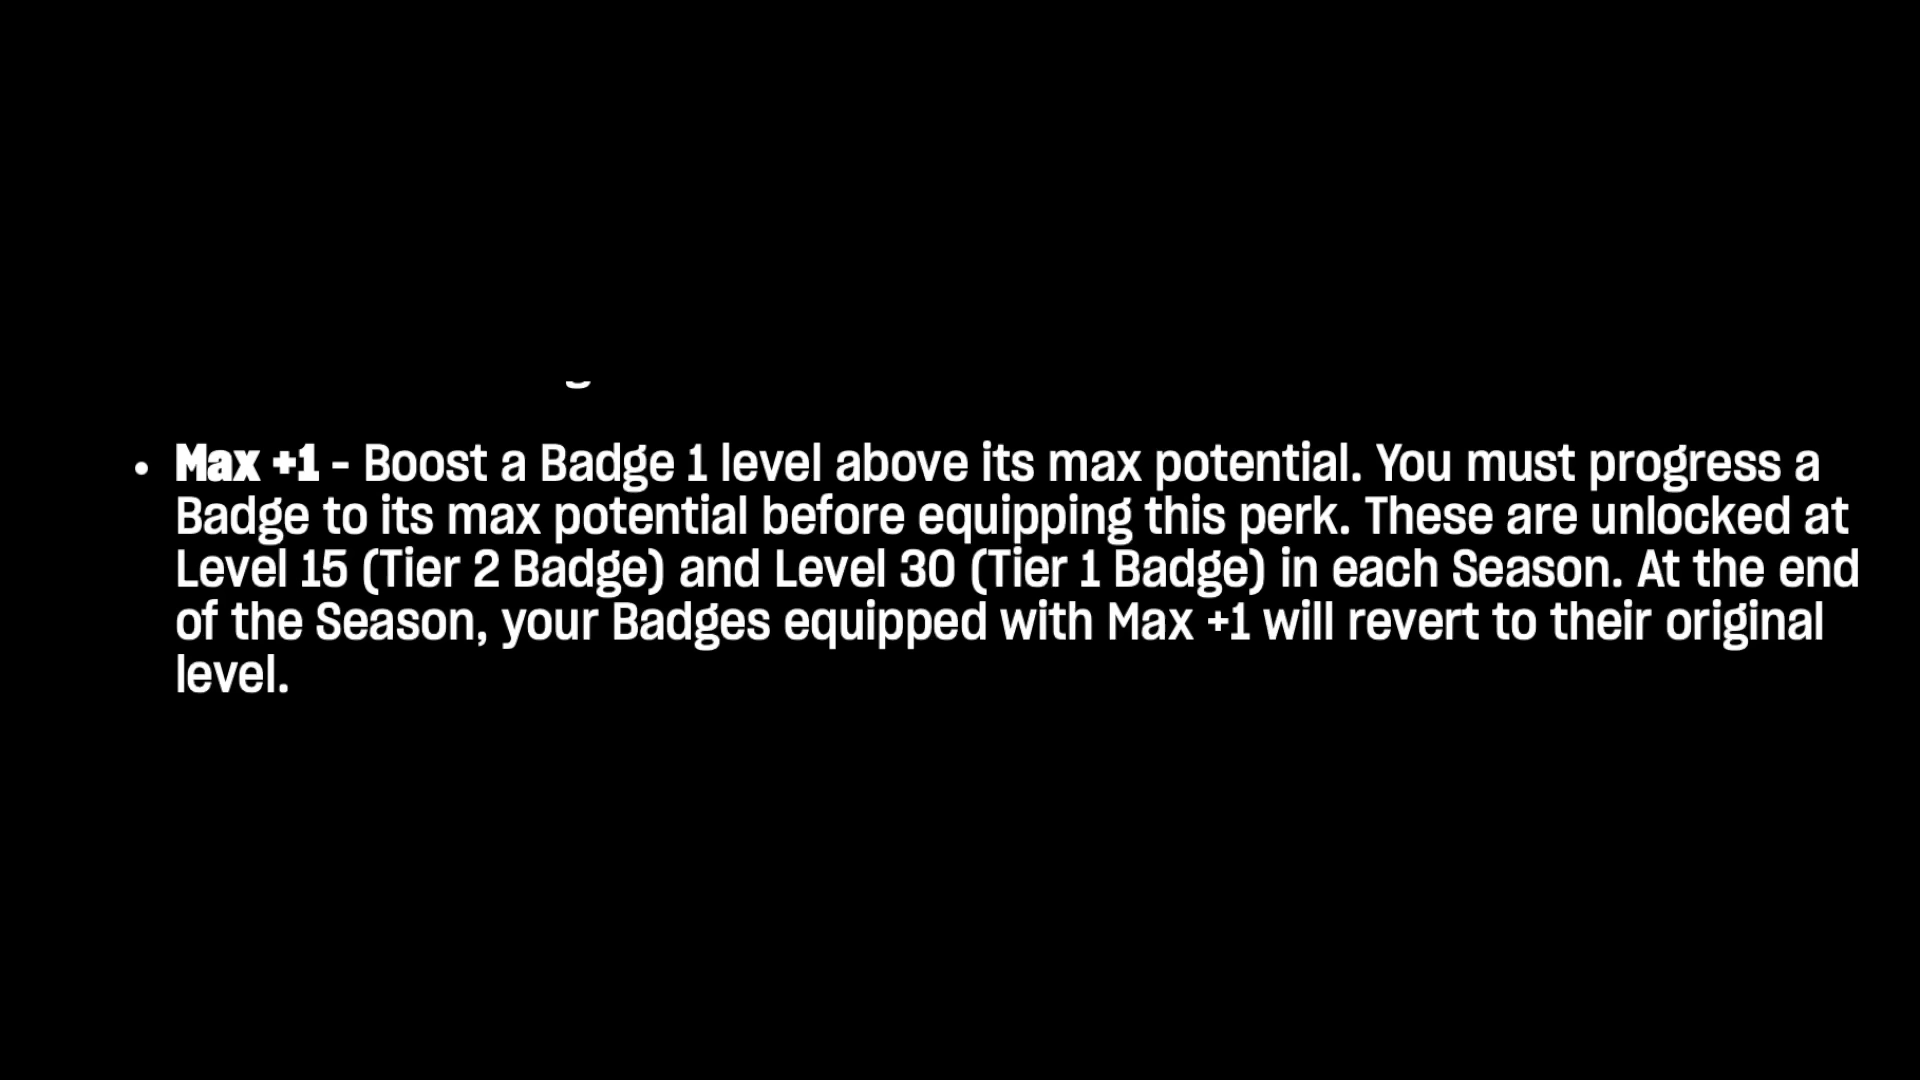 • Max +1 - Boost a Badge 1 level above its max potential. You must progress a
Badge to its max potential before equipping this perk. These are unlocked at
Level 15 (Tier 2 Badge) and Level 30 (Tier 1 Badge) in each Season. At the end
of the Season, your Badges equipped with Max +1 will revert to their original
level.